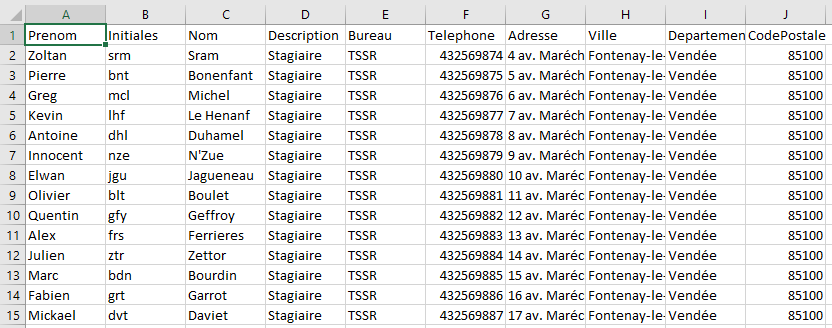 A B C D E F G H I J
1 Prenom Initiales Nom Description Bureau Telephone Adresse Ville Departemen CodePostale
2 Zoltan srm Sram Stagiaire TSSR 432569874 4 av. Maréch Fontenay-le- Vendée 85100
3 Pierre bnt Bonenfant Stagiaire TSSR 432569875 5 av. Maréch Fontenay-le- Vendée 85100
4 Greg mcl Michel Stagiaire TSSR 432569876 6 av. Maréch Fontenay-le- Vendée 85100
5 Kevin lhf Le Henanf Stagiaire TSSR 432569877 7 av. Maréch Fontenay-le- Vendée 85100
6 Antoine dhl Duhamel Stagiaire TSSR 432569878 8 av. Maréch Fontenay-le- Vendée 85100
7 Innocent nze N'Zue Stagiaire TSSR 432569879 9 av. Maréch Fontenay-le- Vendée 85100
8 Elwan jgu Jagueneau Stagiaire TSSR 432569880 10 av. Maréc Fontenay-le- Vendée 85100
9 Olivier blt Boulet Stagiaire TSSR 432569881 11 av. Maréc Fontenay-le- Vendée 85100
10 Quentin gfy Geffroy Stagiaire TSSR 432569882 12 av. Maréc Fontenay-le- Vendée 85100
11 Alex frs Ferrieres Stagiaire TSSR 432569883 13 av. Maréc Fontenay-le- Vendée 85100
12 Julien ztr Zettor Stagiaire TSSR 432569884 14 av. Maréc Fontenay-le- Vendée 85100
13 Marc bdn Bourdin Stagiaire TSSR 432569885 15 av. Maréc Fontenay-le- Vendée 85100
14 Fabien grt Garrot Stagiaire TSSR 432569886 16 av. Maréc Fontenay-le- Vendée 85100
15 Mickael dvt Daviet Stagiaire TSSR 432569887 17 av. Maréc Fontenay-le- Vendée 85100